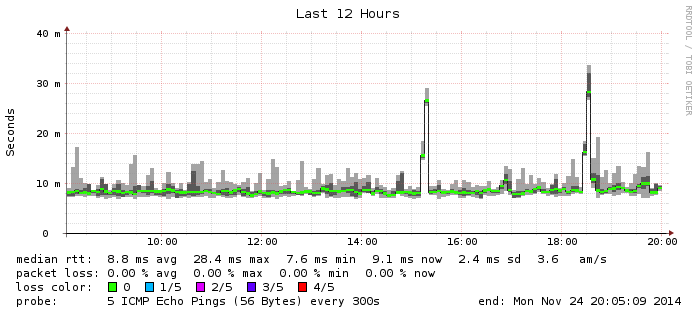 Last 12 Hours
RRDTOOL / TOBI OETIKER
Seconds
40 m
30 m
20 m
10 m
0
10:00 12:00 14:00 16:00 18:00 20:00
median rtt: 8.8 ms avg 28.4 ms max 7.6 ms min 9.1 ms now 2.4 ms sd 3.6 am/s
packet loss: 0.00 % avg 0.00 % max 0.00 % min 0.00 % now
loss color: 0 1/5 2/5 3/5 4/5
probe: 5 ICMP Echo Pings (56 Bytes) every 300s end: Mon Nov 24 20:05:09 2014